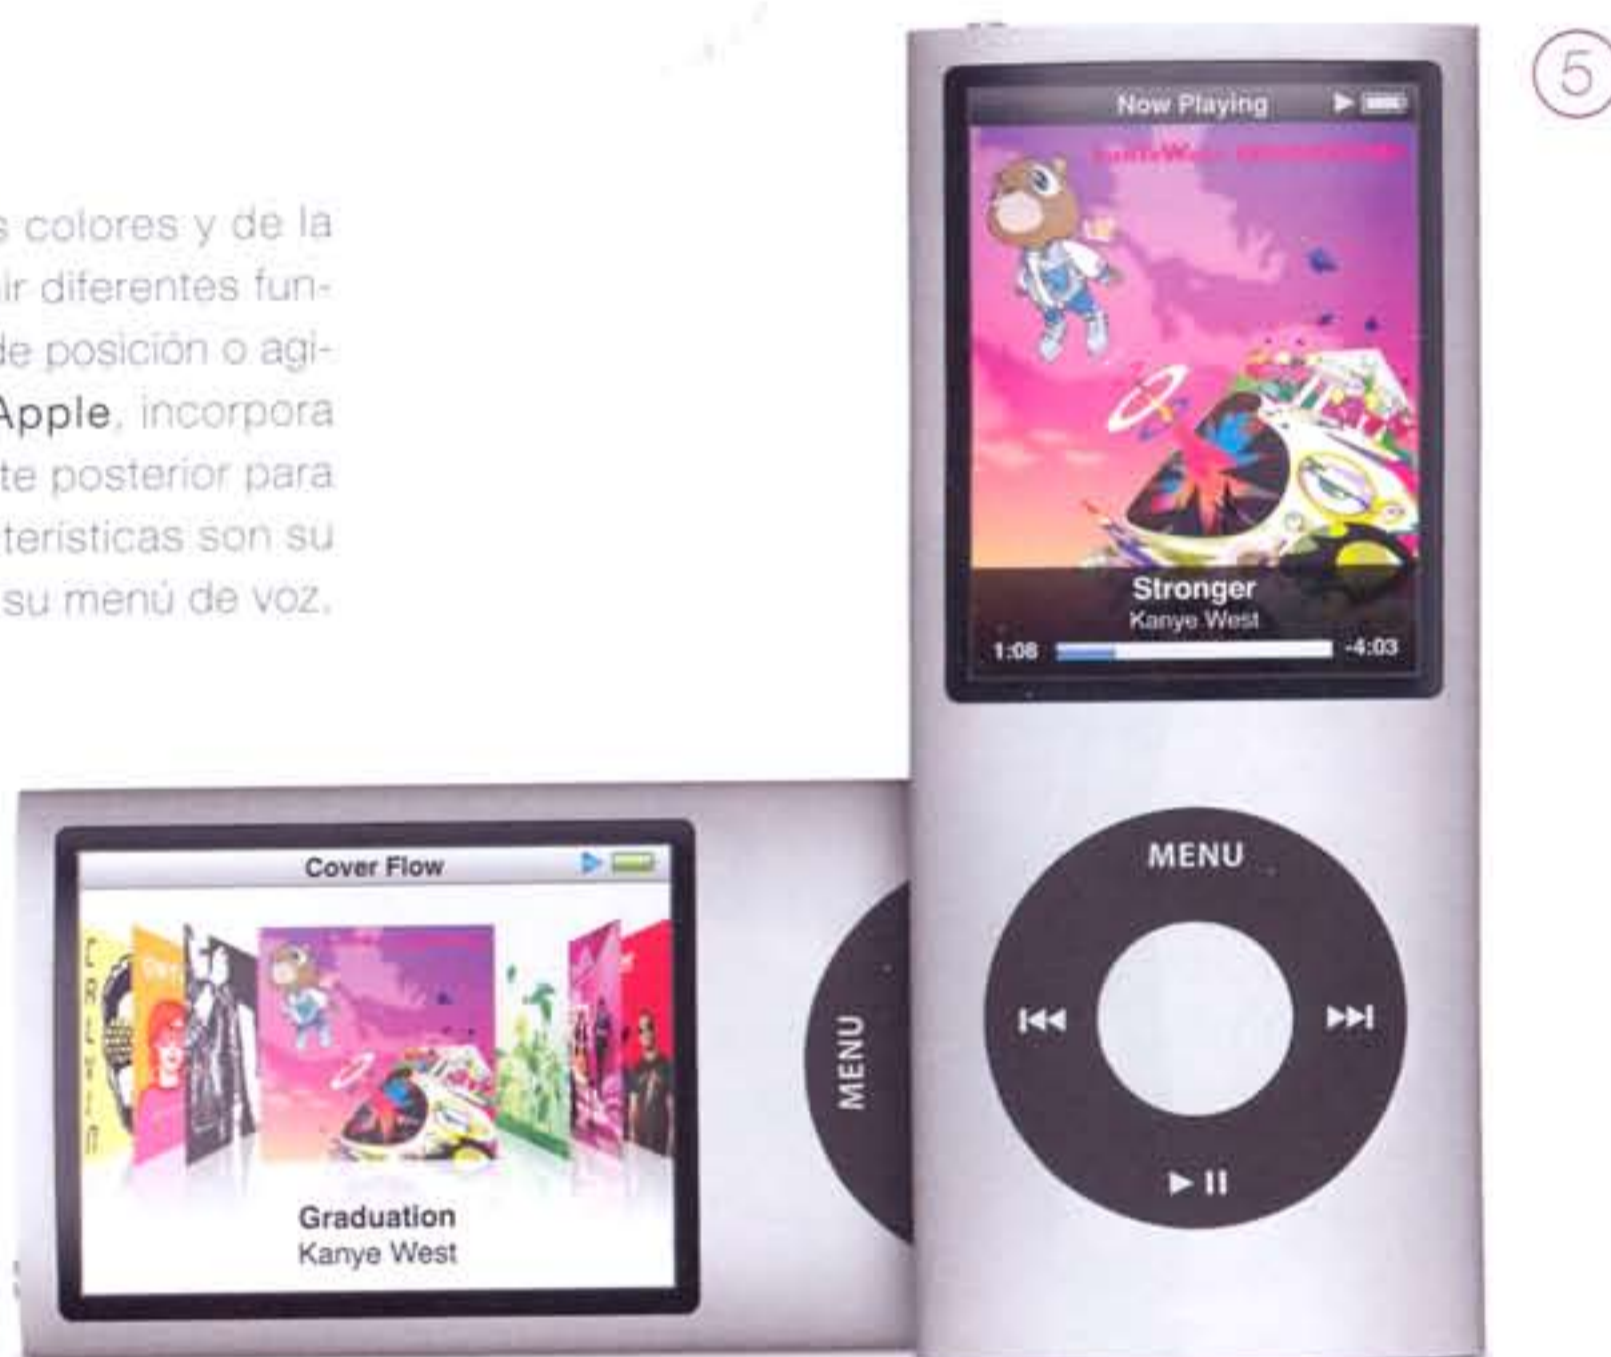 5
s colores y de la
ir diferentes fun-
de posición o agi-
Apple, incorpora
te posterior para
terísticas son su
su menú de voz,
Now Playing
Stronger
Kanye West
1:08 -4:03
MENU
Cover Flow
Graduation
Kanye West
MENU